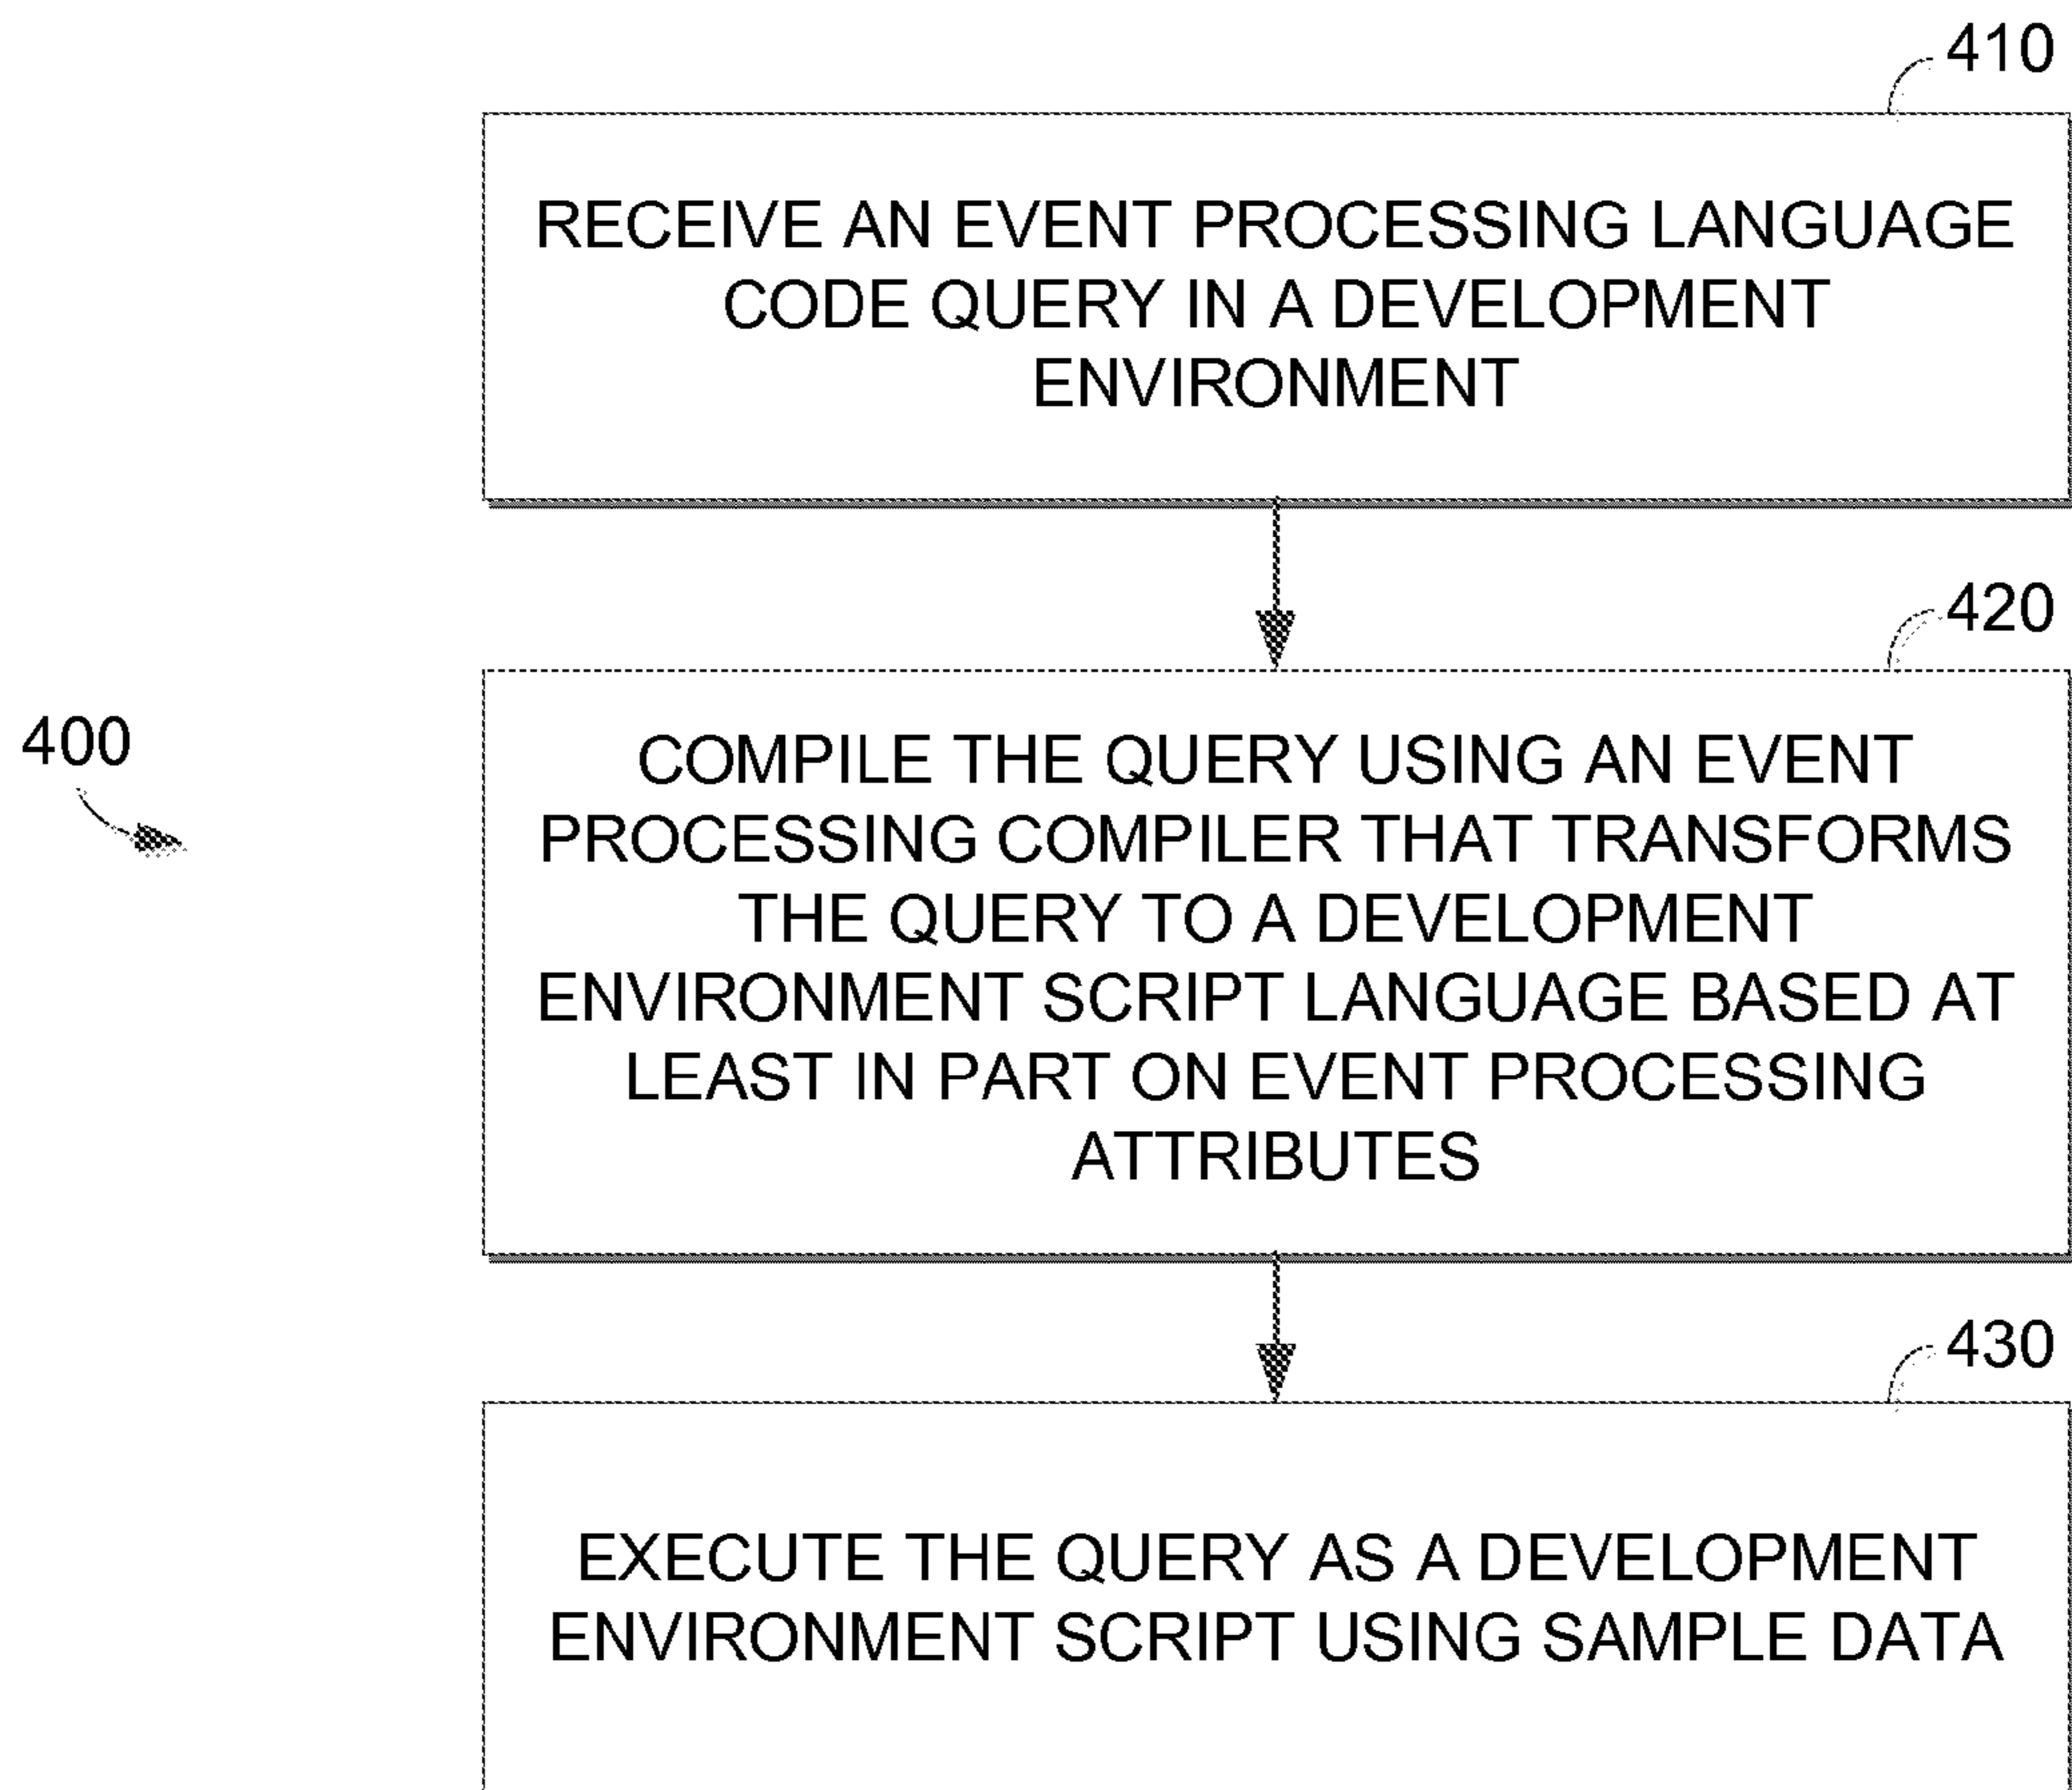 410
RECEIVE AN EVENT PROCESSING LANGUAGE
CODE QUERY IN A DEVELOPMENT
ENVIRONMENT
420
400
COMPILE THE QUERY USING AN EVENT
PROCESSING COMPILER THAT TRANSFORMS
THE QUERY TO A DEVELOPMENT
ENVIRONMENT SCRIPT LANGUAGE BASED AT
LEAST IN PART ON EVENT PROCESSING
ATTRIBUTES
430
EXECUTE THE QUERY AS A DEVELOPMENT
ENVIRONMENT SCRIPT USING SAMPLE DATA